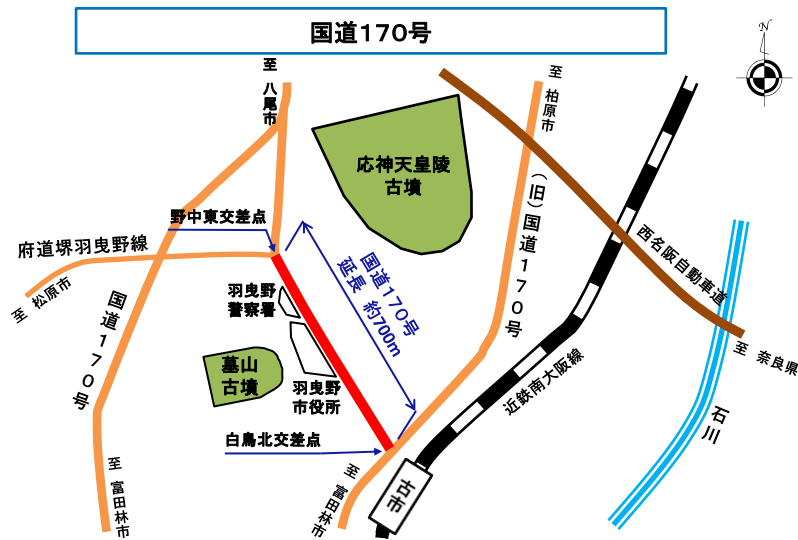 国道170号
N
至 八尾市
至 柏原市
応神天皇陵
古墳
(旧)国道170号
野中東交差点
府道堺羽曳野線
至 松原市
国道170号
延長 約700m
西名阪自動車道
羽曳野
警察署
国道170号
至 奈良県
墓山
古墳
羽曳野
市役所
近鉄南大阪線
石川
白鳥北交差点
至 富田林市
至 富田林市
古市